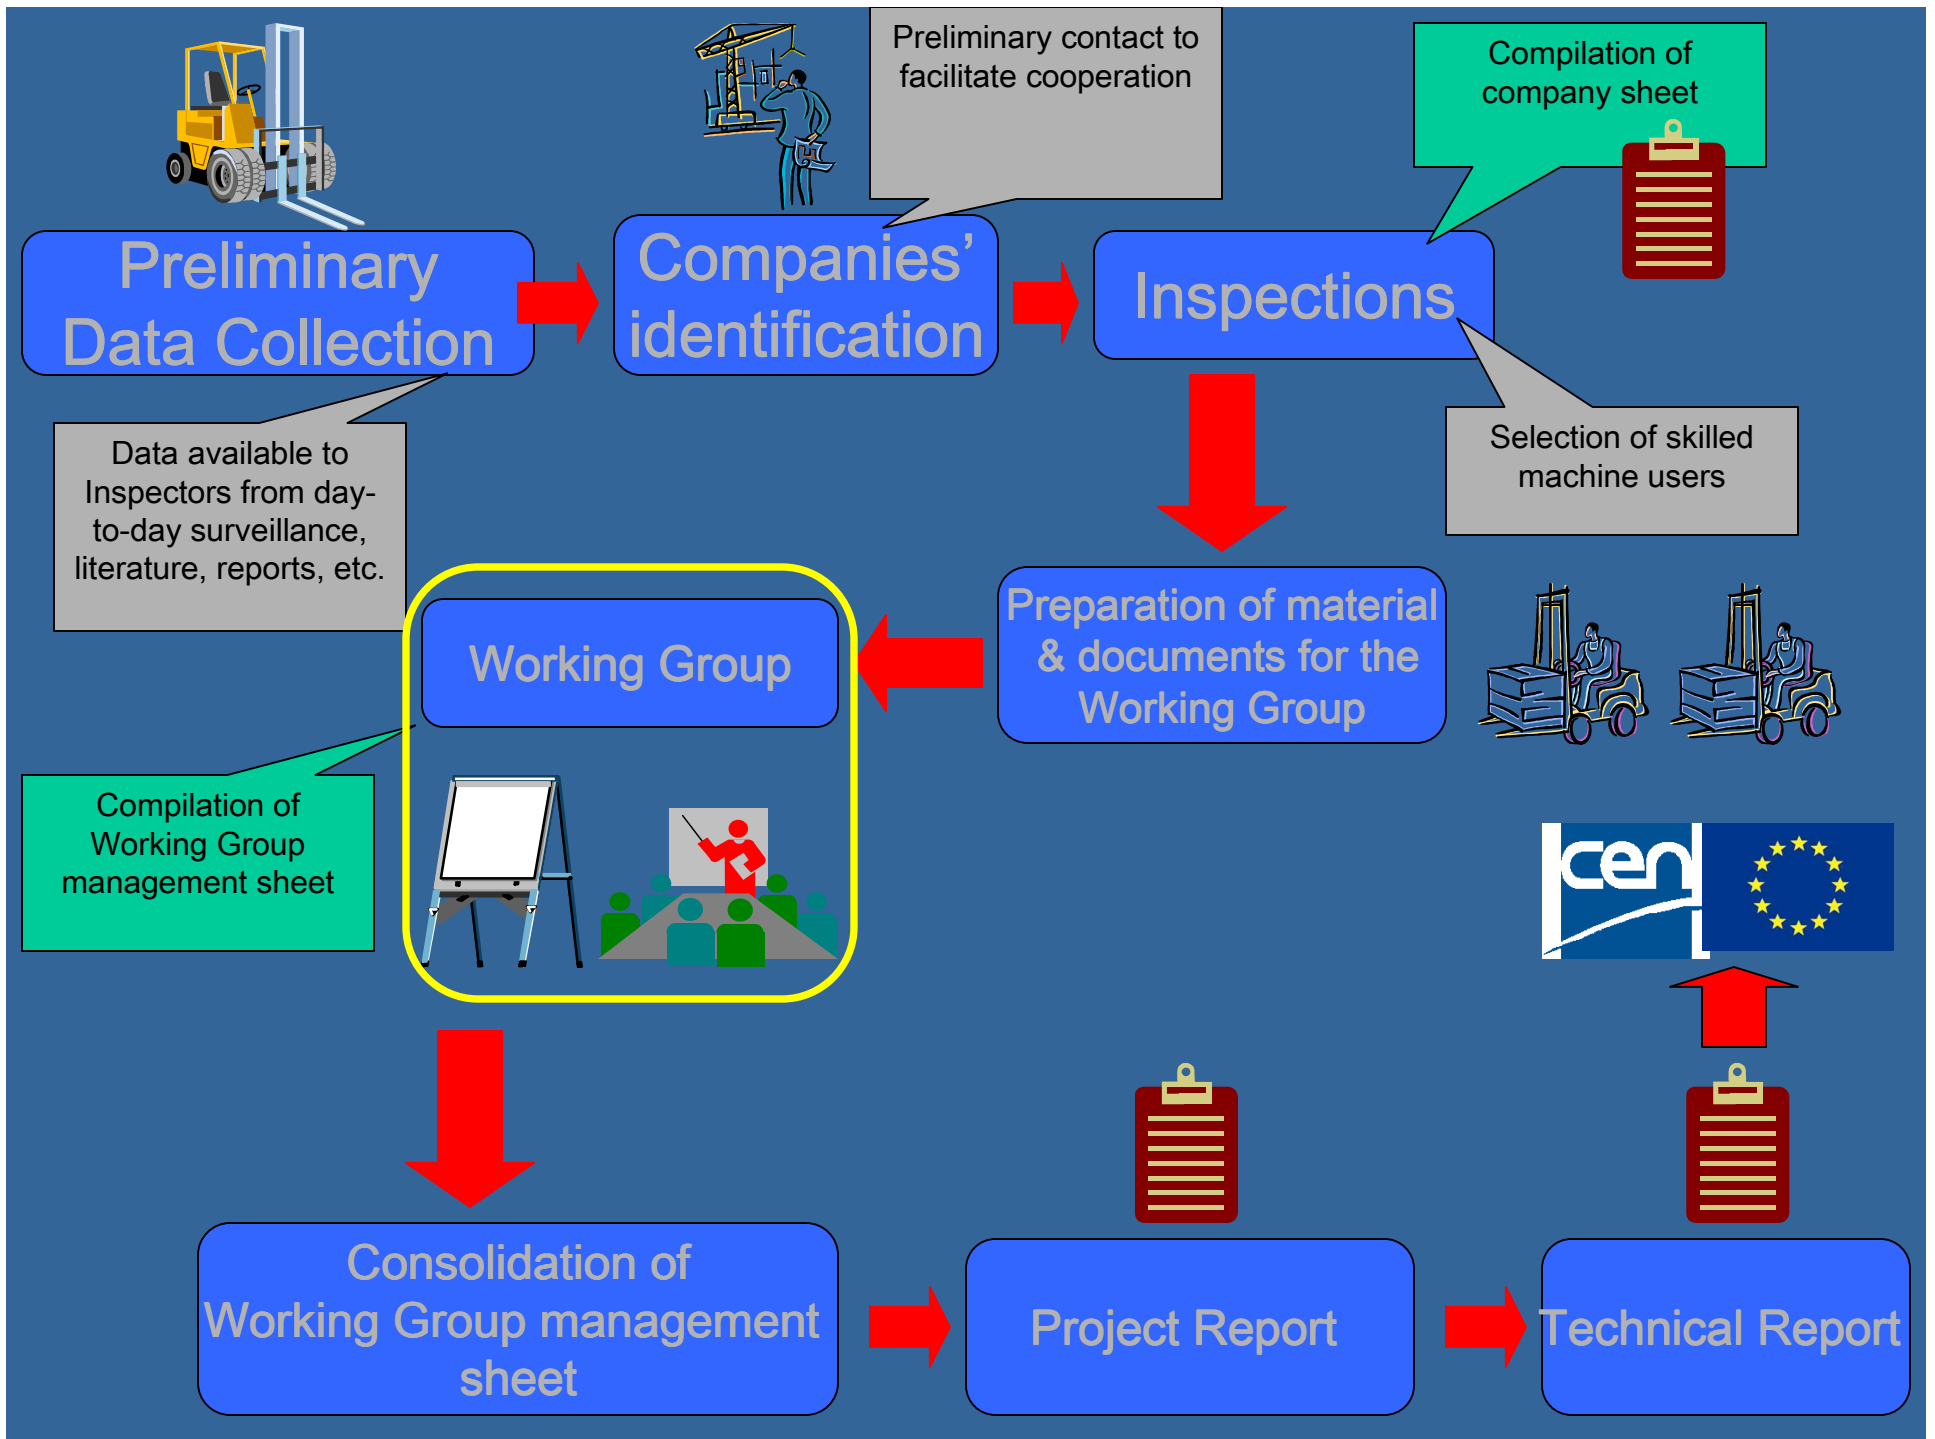 Preliminary contact to
facilitate cooperation
Compilation of
company sheet
Preliminary
Data Collection
Companies’
identification
Inspections
Data available to
Inspectors from day-
to-day surveillance,
literature, reports, etc.
Selection of skilled
machine users
Working Group
Preparation of material
& documents for the
Working Group
Compilation of
Working Group
management sheet
cen
Consolidation of
Working Group management
sheet
Project Report
Technical Report